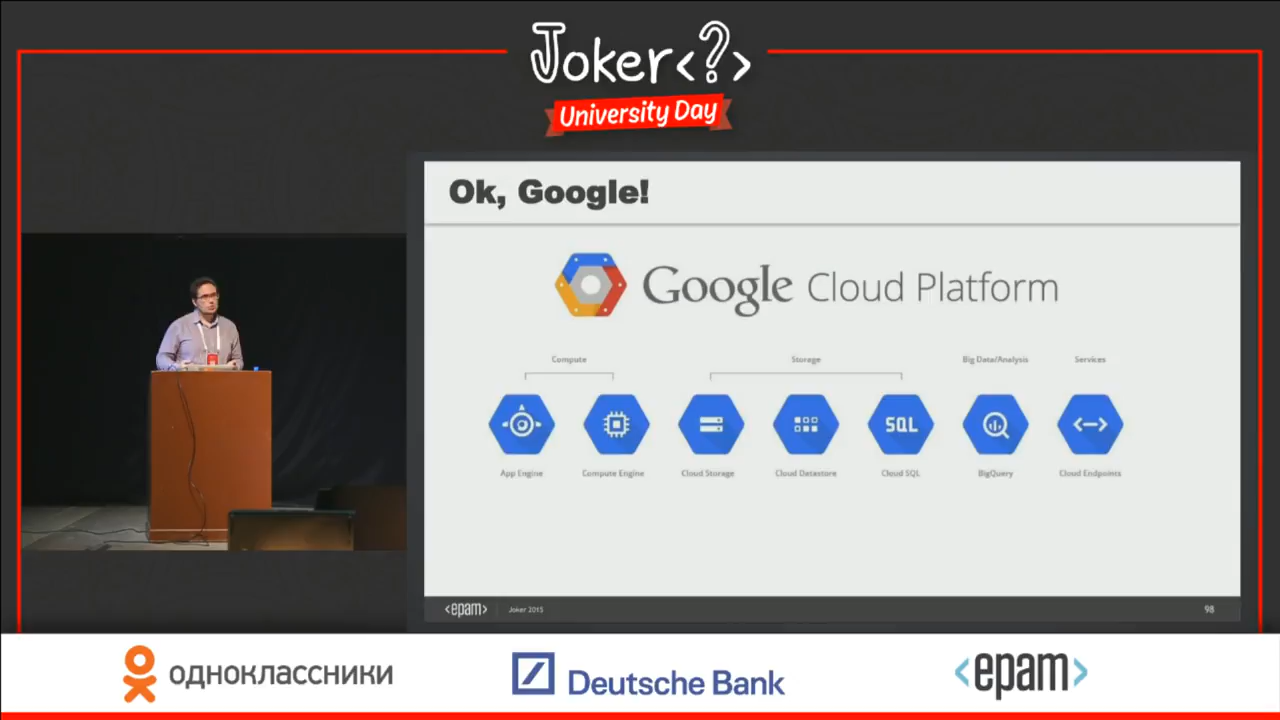 Joker<?>
University Day
Ok, Google!
Google Cloud Platform
Compute
Storage
Big Data/Analysis
Services
SQL
App Engine
Compute Engine
Cloud Storage
Cloud Datastore
Cloud SQL
BigQuery
Cloud Endpoints
<epam> Joker 2015 98
одноклассники
Deutsche Bank
<epam>